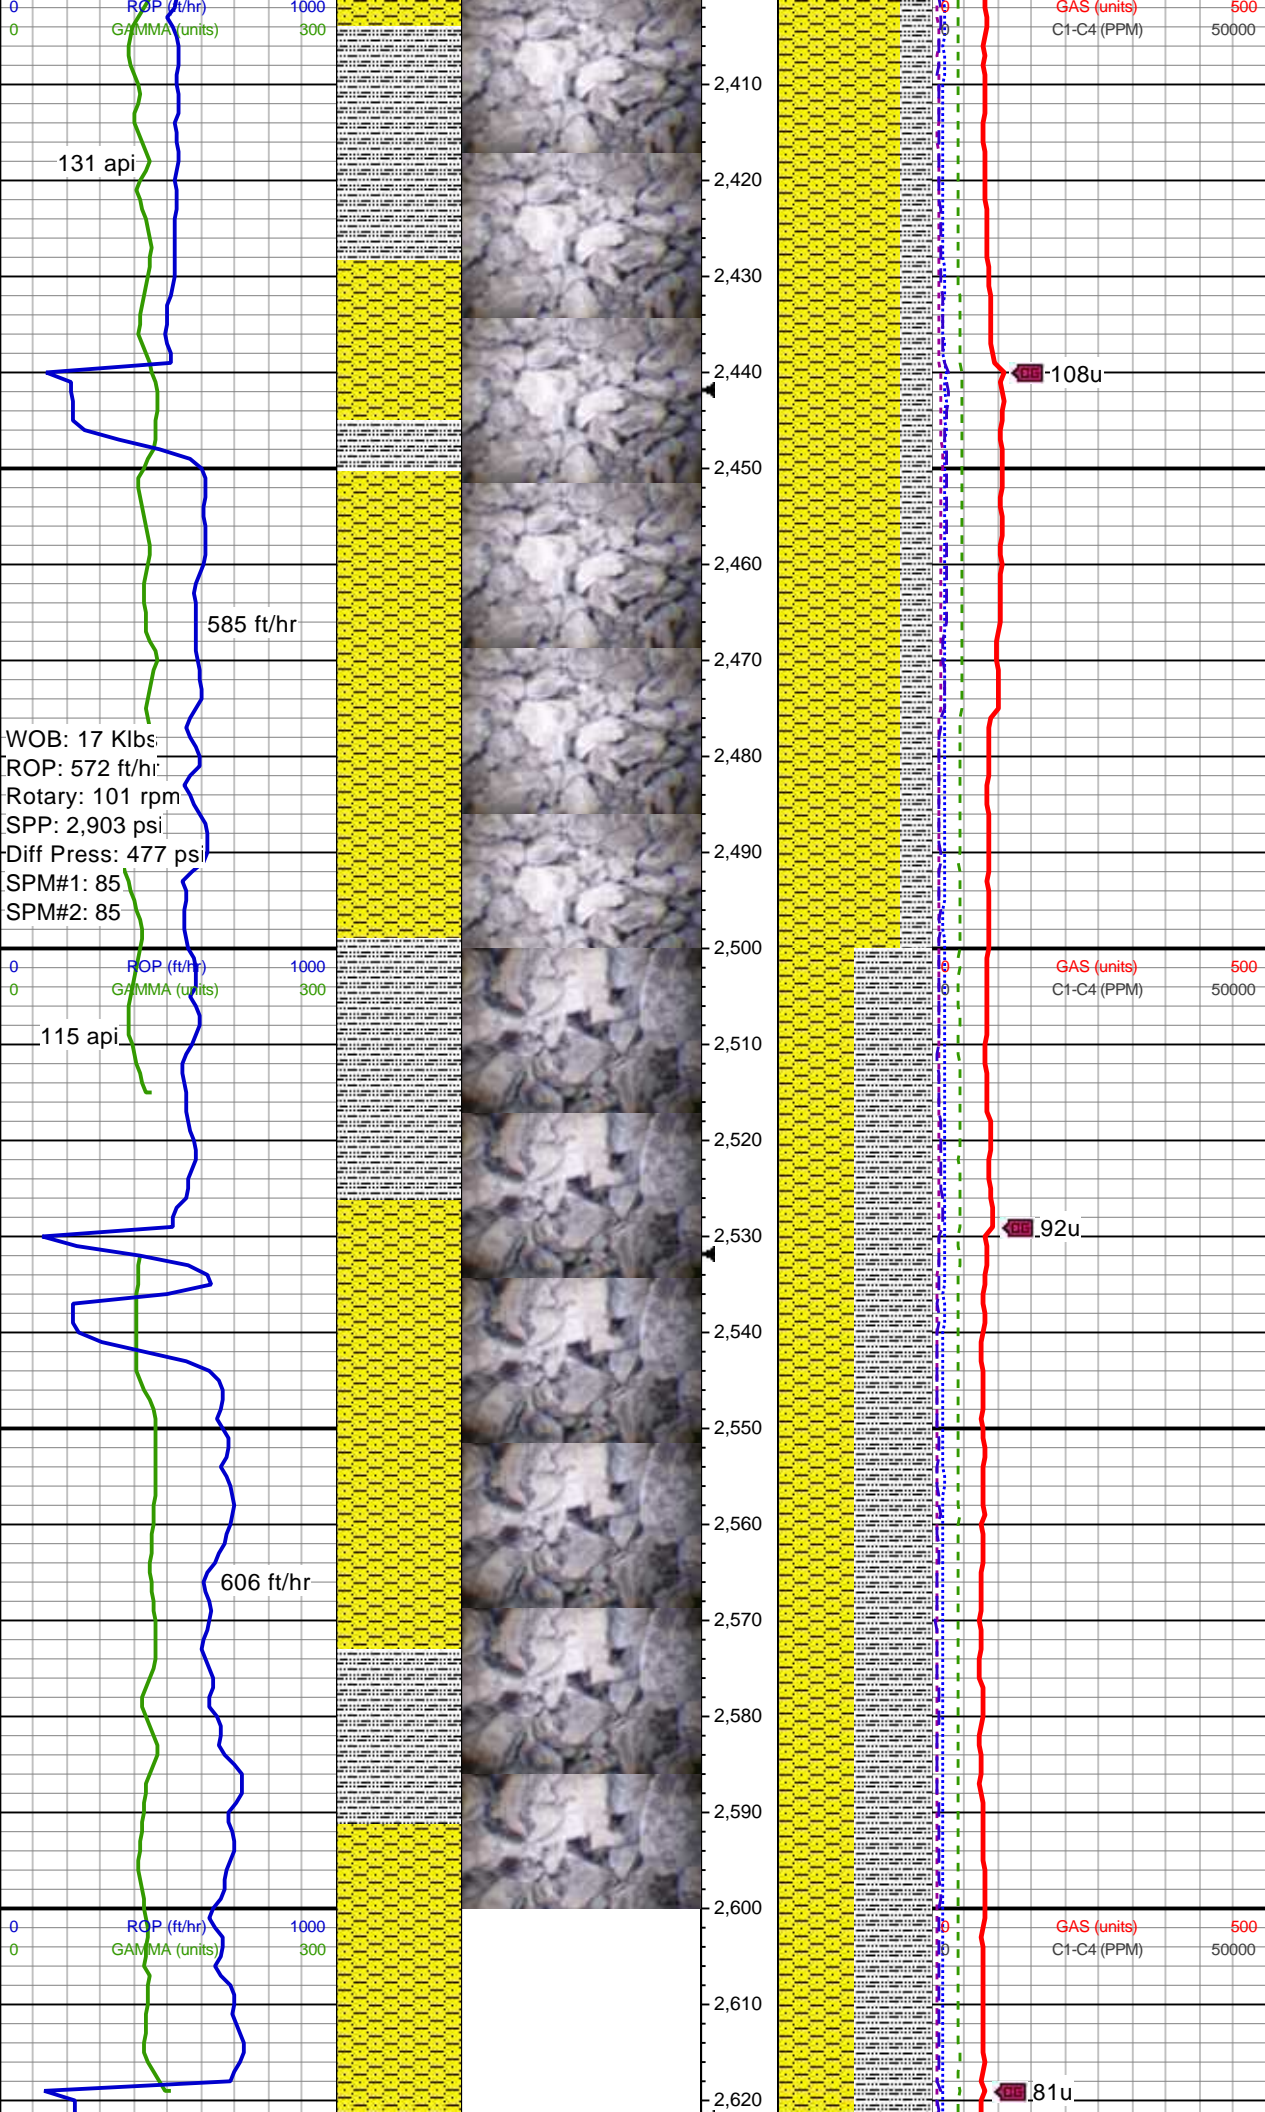 0 ROP (ft/hr) 1000 0 GAS (units) 500
0 GAMMA (units) 300 0 C1-C4 (PPM) 50000
2,410
131 api
2,420
2,430
2,440
CG 108u
2,450
2,460
585 ft/hr
2,470
WOB: 17 Klbs
ROP: 572 ft/hr
2,480
Rotary: 101 rpm
SPP: 2,903 psi
Diff Press: 477 psi
2,490
SPM#1: 85
SPM#2: 85
2,500
0 ROP (ft/hr) 1000 0 GAS (units) 500
0 GAMMA (units) 300 0 C1-C4 (PPM) 50000
115 api
2,510
2,520
CG 92u
2,530
2,540
2,550
2,560
606 ft/hr
2,570
2,580
2,590
2,600
0 ROP (ft/hr) 1000 0 GAS (units) 500
0 GAMMA (units) 300 0 C1-C4 (PPM) 50000
2,610
CG 81u
2,620